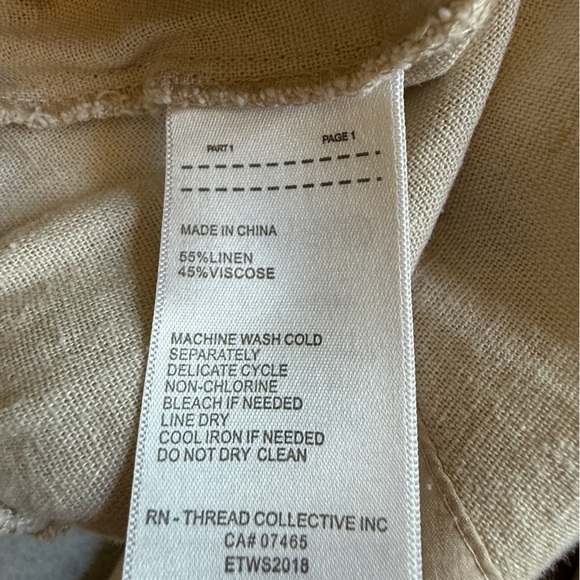 PART 1 PAGE 1
MADE IN CHINA
55%LINEN
45%VISCOSE
MACHINE WASH COLD
SEPARATELY
DELICATE CYCLE
NON-CHLORINE
BLEACH IF NEEDED
LINE DRY
COOL IRON IF NEEDED
DO NOT DRY CLEAN
RN - THREAD COLLECTIVE INC
CA# 07465
ETWS2018